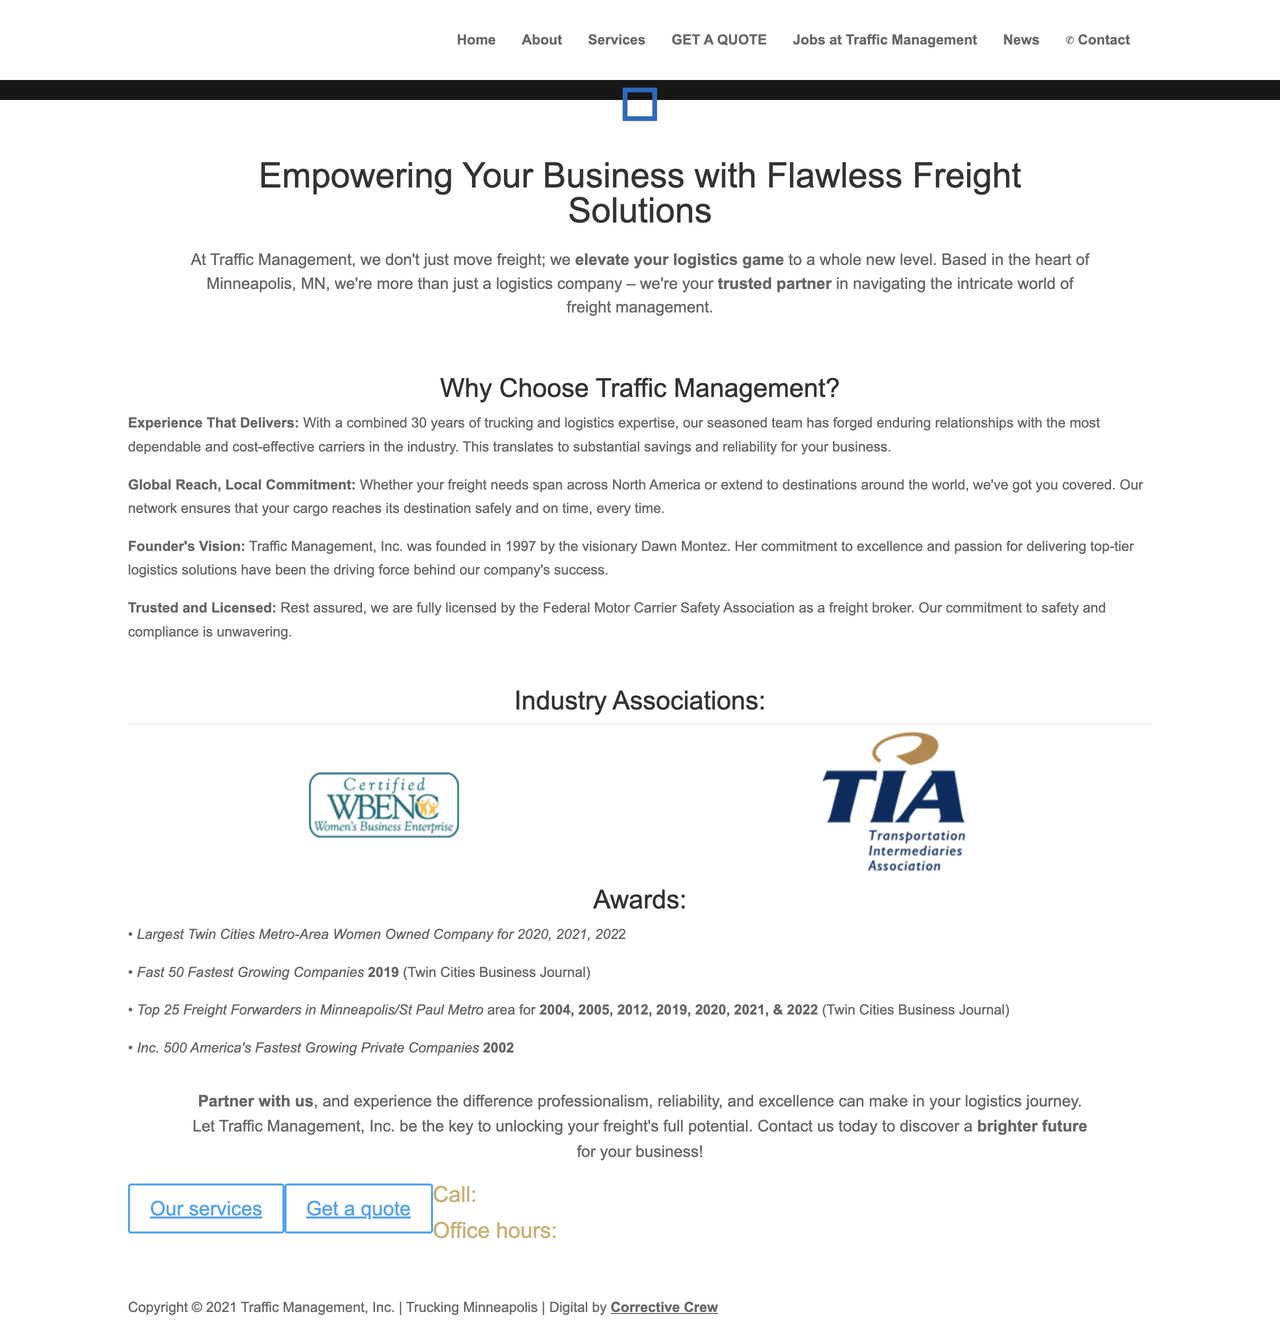 Home About Services GET A QUOTE Jobs at Traffic Management News ✆ Contact
Empowering Your Business with Flawless Freight
Solutions
At Traffic Management, we don't just move freight; we elevate your logistics game to a whole new level. Based in the heart of
Minneapolis, MN, we're more than just a logistics company – we're your trusted partner in navigating the intricate world of
freight management.
Why Choose Traffic Management?
Experience That Delivers: With a combined 30 years of trucking and logistics expertise, our seasoned team has forged enduring relationships with the most
dependable and cost-effective carriers in the industry. This translates to substantial savings and reliability for your business.
Global Reach, Local Commitment: Whether your freight needs span across North America or extend to destinations around the world, we've got you covered. Our
network ensures that your cargo reaches its destination safely and on time, every time.
Founder's Vision: Traffic Management, Inc. was founded in 1997 by the visionary Dawn Montez. Her commitment to excellence and passion for delivering top-tier
logistics solutions have been the driving force behind our company's success.
Trusted and Licensed: Rest assured, we are fully licensed by the Federal Motor Carrier Safety Association as a freight broker. Our commitment to safety and
compliance is unwavering.
Industry Associations:
Certified
WBENC
Women's Business Enterprise
TIA
Transportation
Intermediaries
Association
Awards:
• Largest Twin Cities Metro-Area Women Owned Company for 2020, 2021, 2022
• Fast 50 Fastest Growing Companies 2019 (Twin Cities Business Journal)
• Top 25 Freight Forwarders in Minneapolis/St Paul Metro area for 2004, 2005, 2012, 2019, 2020, 2021, & 2022 (Twin Cities Business Journal)
• Inc. 500 America's Fastest Growing Private Companies 2002
Partner with us, and experience the difference professionalism, reliability, and excellence can make in your logistics journey.
Let Traffic Management, Inc. be the key to unlocking your freight's full potential. Contact us today to discover a brighter future
for your business!
Our services Get a quote
Call:
Office hours:
Copyright © 2021 Traffic Management, Inc. | Trucking Minneapolis | Digital by Corrective Crew